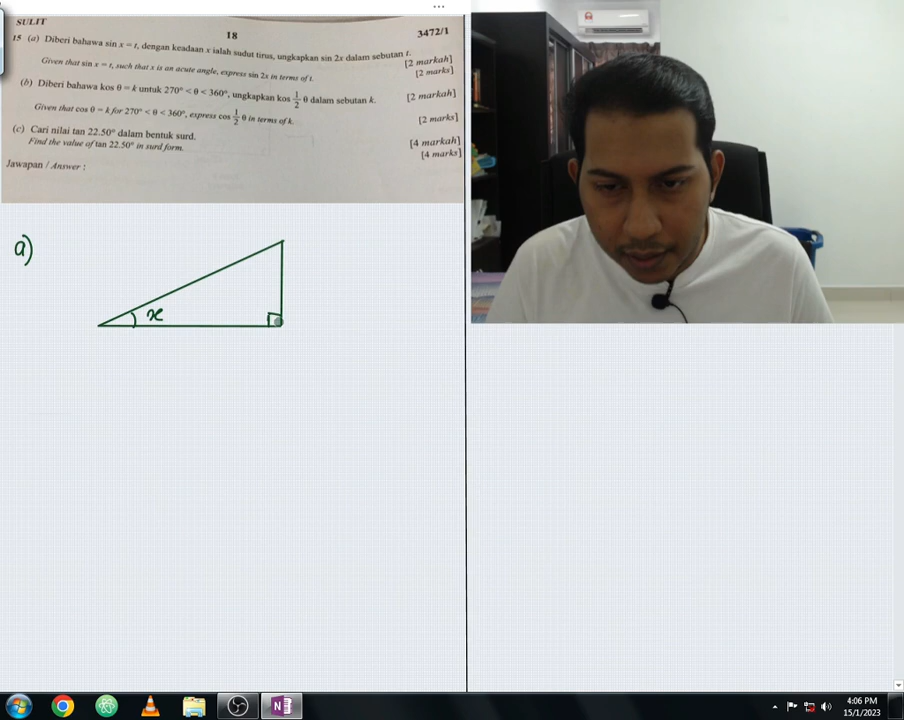 SULIT
18
3472/1
15 (a) Diberi bahawa sin x = t, dengan keadaan x ialah sudut tirus, ungkapkan sin 2x dalam sebutan t.
[2 markah]
Given that sin x = t, such that x is an acute angle, express sin 2x in terms of t.
[2 marks]
(b) Diberi bahawa kos θ = k untuk 270° < θ < 360°, ungkapkan kos 1/2 θ dalam sebutan k.
[2 markah]
Given that cos θ = k for 270° < θ < 360°, express cos 1/2 θ in terms of k.
[2 marks]
(c) Cari nilai tan 22.50° dalam bentuk surd.
[4 markah]
Find the value of tan 22.50° in surd form.
[4 marks]
Jawapan / Answer :
a)
x
4:06 PM
15/1/2023